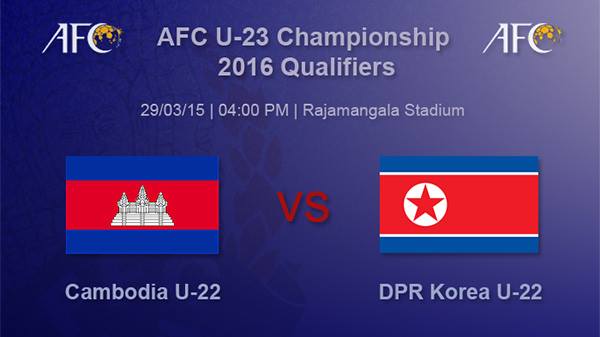 AFC
AFC
AFC U-23 Championship
2016 Qualifiers
29/03/15 | 04:00 PM | Rajamangala Stadium
VS
Cambodia U-22
DPR Korea U-22